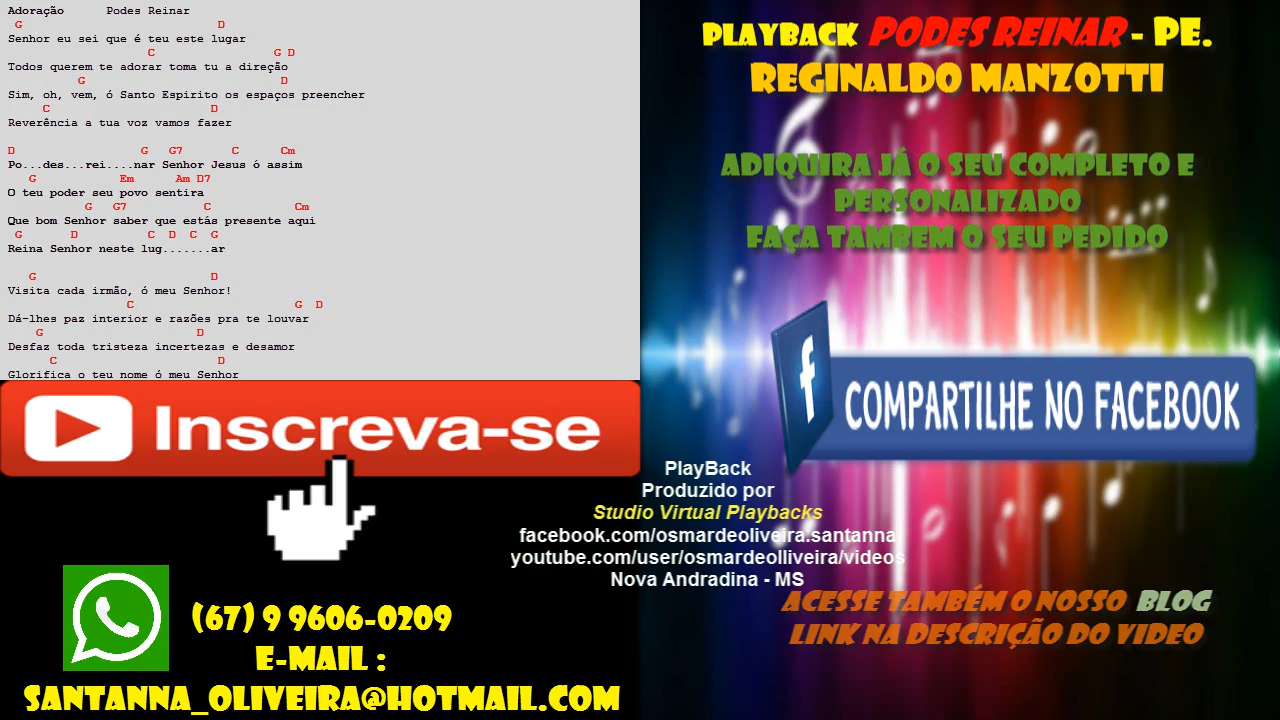 Adoração Podes Reinar
G D
Senhor eu sei que é teu este lugar
C G D
Todos querem te adorar toma tu a direção
G D
Sim, oh, vem, ó Santo Espirito os espaços preencher
C D
Reverência a tua voz vamos fazer
D G G7 C Cm
Po...des...rei....nar Senhor Jesus ó assim
G Em Am D7
O teu poder seu povo sentira
G G7 C Cm
Que bom Senhor saber que estás presente aqui
G D C D C G
Reina Senhor neste lug.......ar
G D
Visita cada irmão, ó meu Senhor!
C G D
Dá-lhes paz interior e razões pra te louvar
G D
Desfaz toda tristeza incertezas e desamor
C D
Glorifica o teu nome ó meu Senhor
Inscreva-se
(67) 9 9606-0209
E-MAIL :
SANTANNA_OLIVEIRA@HOTMAIL.COM
PLAYBACK PODES REINAR - PE.
REGINALDO MANZOTTI
ADIQUIRA JÁ O SEU COMPLETO E
PERSONALIZADO
FAÇA TAMBEM O SEU PEDIDO
f COMPARTILHE NO FACEBOOK
PlayBack
Produzido por
Studio Virtual Playbacks
facebook.com/osmardeoliveira.santanna
youtube.com/user/osmardeolliveira/videos
Nova Andradina - MS
ACESSE TAMBÉM O NOSSO BLOG
LINK NA DESCRIÇÃO DO VIDEO